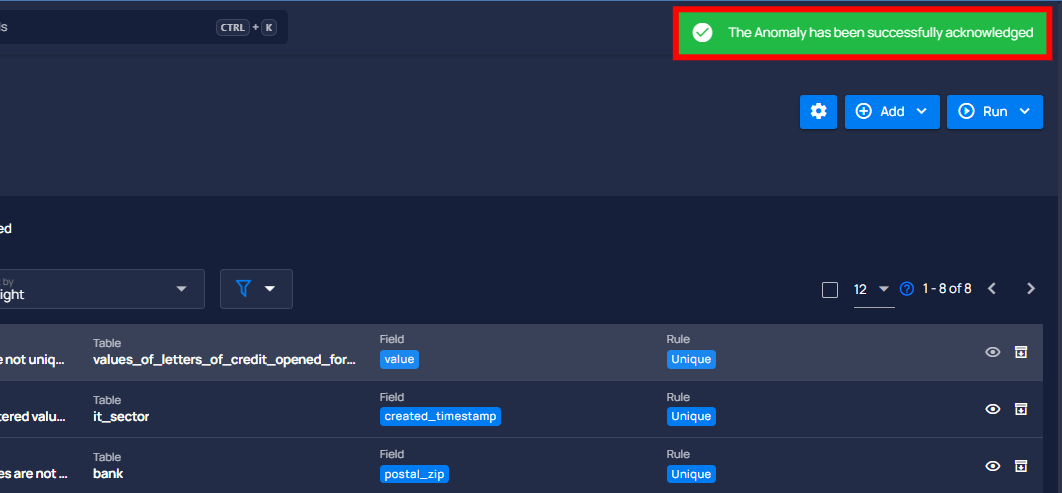 ls CTRL + K The Anomaly has been successfully acknowledged
Add Run
ed
by
ight 12 1 - 8 of 8
Table Field Rule
e not uniq... values_of_letters_of_credit_opened_for... value Unique
Table Field Rule
tered valu... it_sector created_timestamp Unique
Table Field Rule
es are not ... bank postal_zip Unique